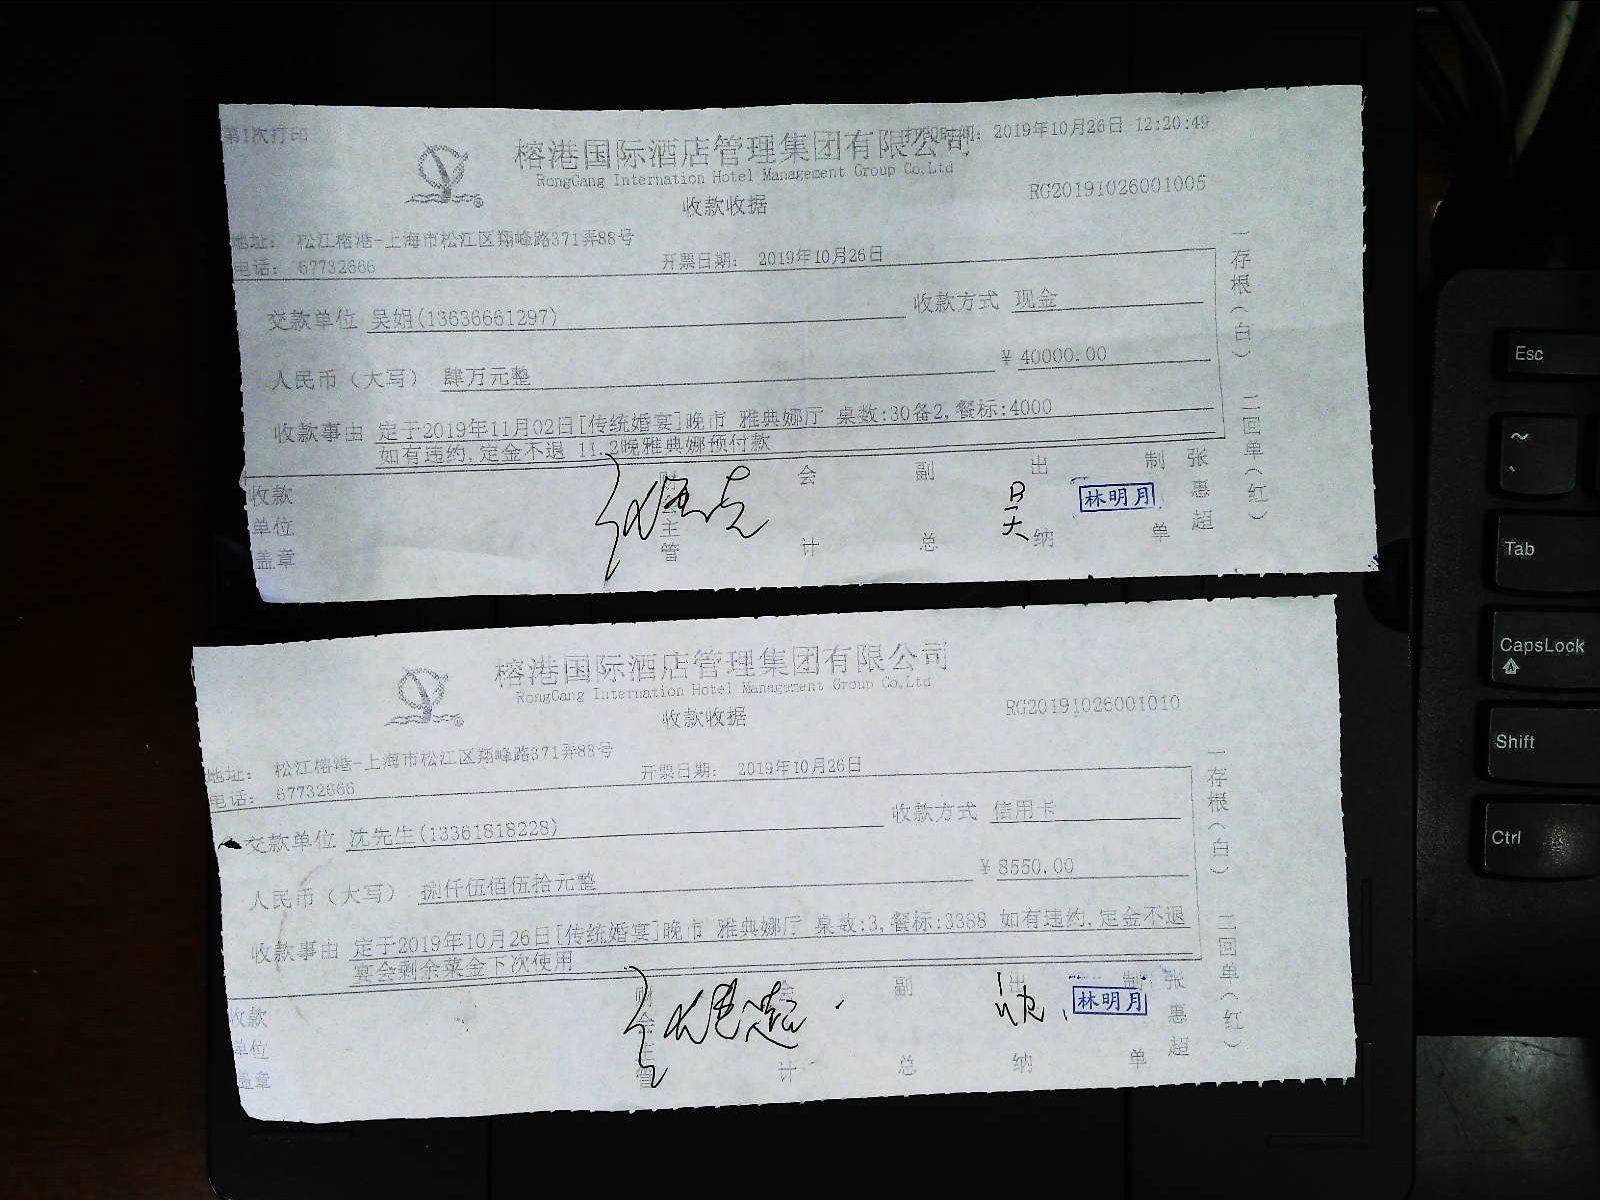 第1次打印
打印时间: 2019年10月26日 12:20:49
榕港国际酒店管理集团有限公司
RongGang Internation Hotel Management Group Co,Ltd
收款收据
RG20191026001005
地址: 松江榕港-上海市松江区翔峰路371弄88号
电话: 67732666
开票日期: 2019年10月26日
交款单位 吴娟(13636661297)
收款方式 现金
人民币（大写） 肆万元整
¥ 40000.00
收款事由 定于2019年11月02日[传统婚宴]晚市 雅典娜厅 桌数:30备2,餐标:4000
如有违约,定金不退 11.2晚雅典娜预付款
收款单位盖章
财会主管
会计
副总
出纳
吴
制单
林明月
张惠超
一存根(白) 二回单(红)
榕港国际酒店管理集团有限公司
RongGang Internation Hotel Management Group Co,Ltd
收款收据
RG20191026001010
地址: 松江榕港-上海市松江区翔峰路371弄88号
电话: 67732666
开票日期: 2019年10月26日
交款单位 沈先生(13361818228)
收款方式 信用卡
人民币（大写） 捌仟伍佰伍拾元整
¥ 8550.00
收款事由 定于2019年10月26日[传统婚宴]晚市 雅典娜厅 桌数:3,餐标:3388 如有违约,定金不退
宴会剩余菜金下次使用
收款单位盖章
财会主管
会计
副总
出纳
沈
制单
林明月
张惠超
一存根(白) 二回单(红)
Esc
~
Tab
CapsLock
Shift
Ctrl